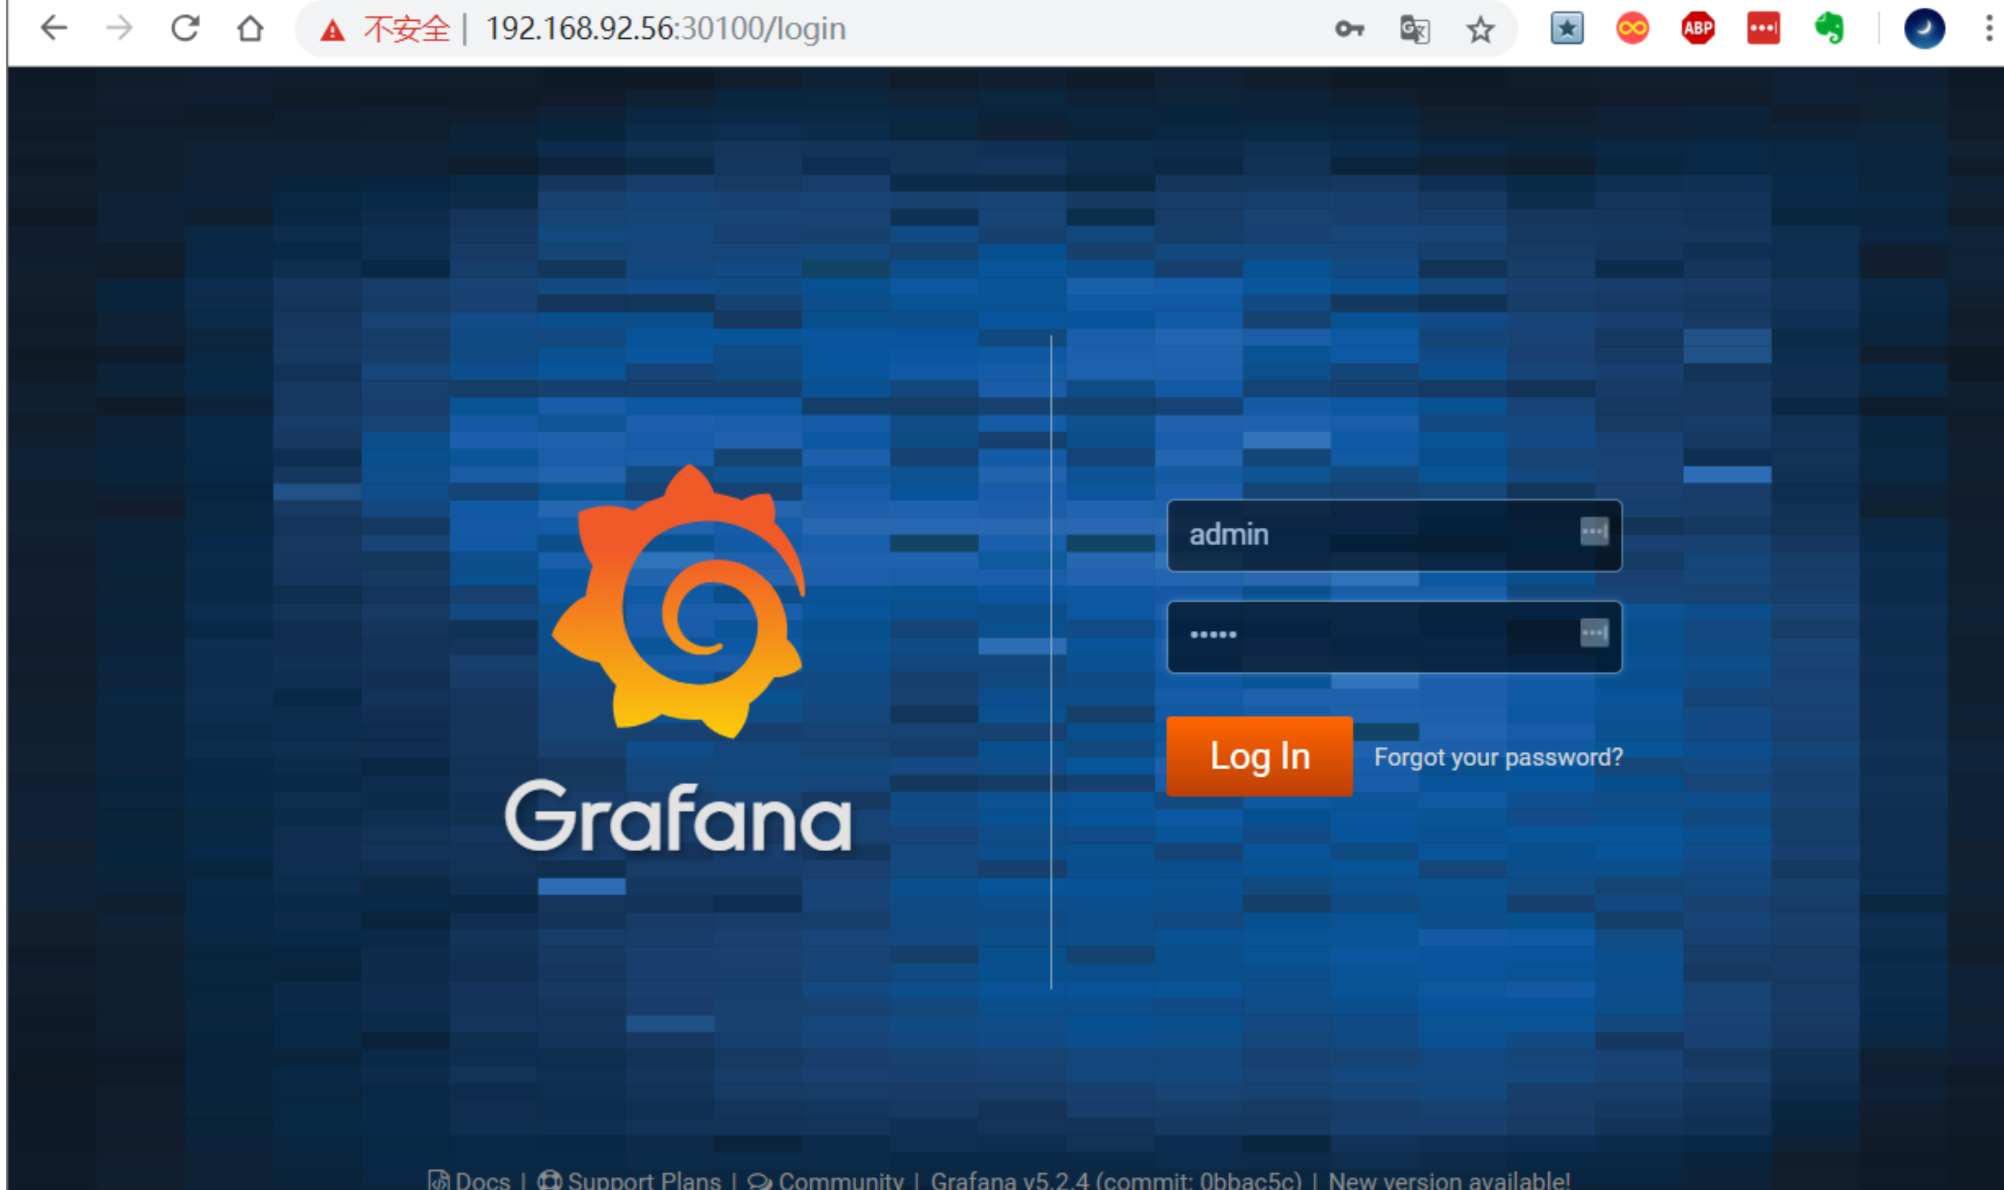 不安全 | 192.168.92.56:30100/login
ABP
admin
•••••
Log In Forgot your password?
Grafana
Docs | Support Plans | Community | Grafana v5.2.4 (commit: 0bbac5c) | New version available!